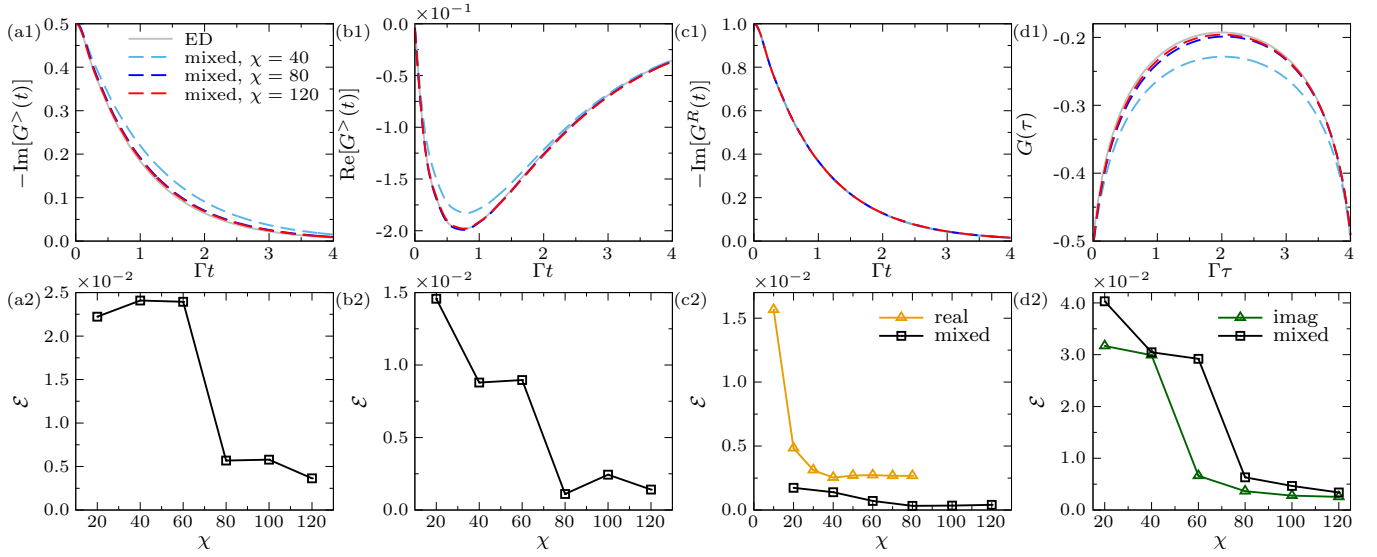 (a1)
−Im[G^>(t)]
0.5
0.4
0.3
0.2
0.1
0.0
0 1 2 3 4
Γt
ED
mixed, χ = 40
mixed, χ = 80
mixed, χ = 120
(b1)
×10^−1
Re[G^>(t)]
0.0
-0.5
-1.0
-1.5
-2.0
0 1 2 3 4
Γt
(c1)
−Im[G^R(t)]
1.0
0.8
0.6
0.4
0.2
0.0
0 1 2 3 4
Γt
(d1)
G(τ)
-0.2
-0.3
-0.4
-0.5
0 1 2 3 4
Γτ
(a2)
×10^−2
ℰ
2.5
2.0
1.5
1.0
0.5
0.0
20 40 60 80 100 120
χ
(b2)
×10^−2
ℰ
1.5
1.0
0.5
0.0
20 40 60 80 100 120
χ
(c2)
×10^−2
ℰ
1.5
1.0
0.5
0.0
0 20 40 60 80 100 120
χ
real
mixed
(d2)
×10^−2
ℰ
4.0
3.0
2.0
1.0
0.0
20 40 60 80 100 120
χ
imag
mixed